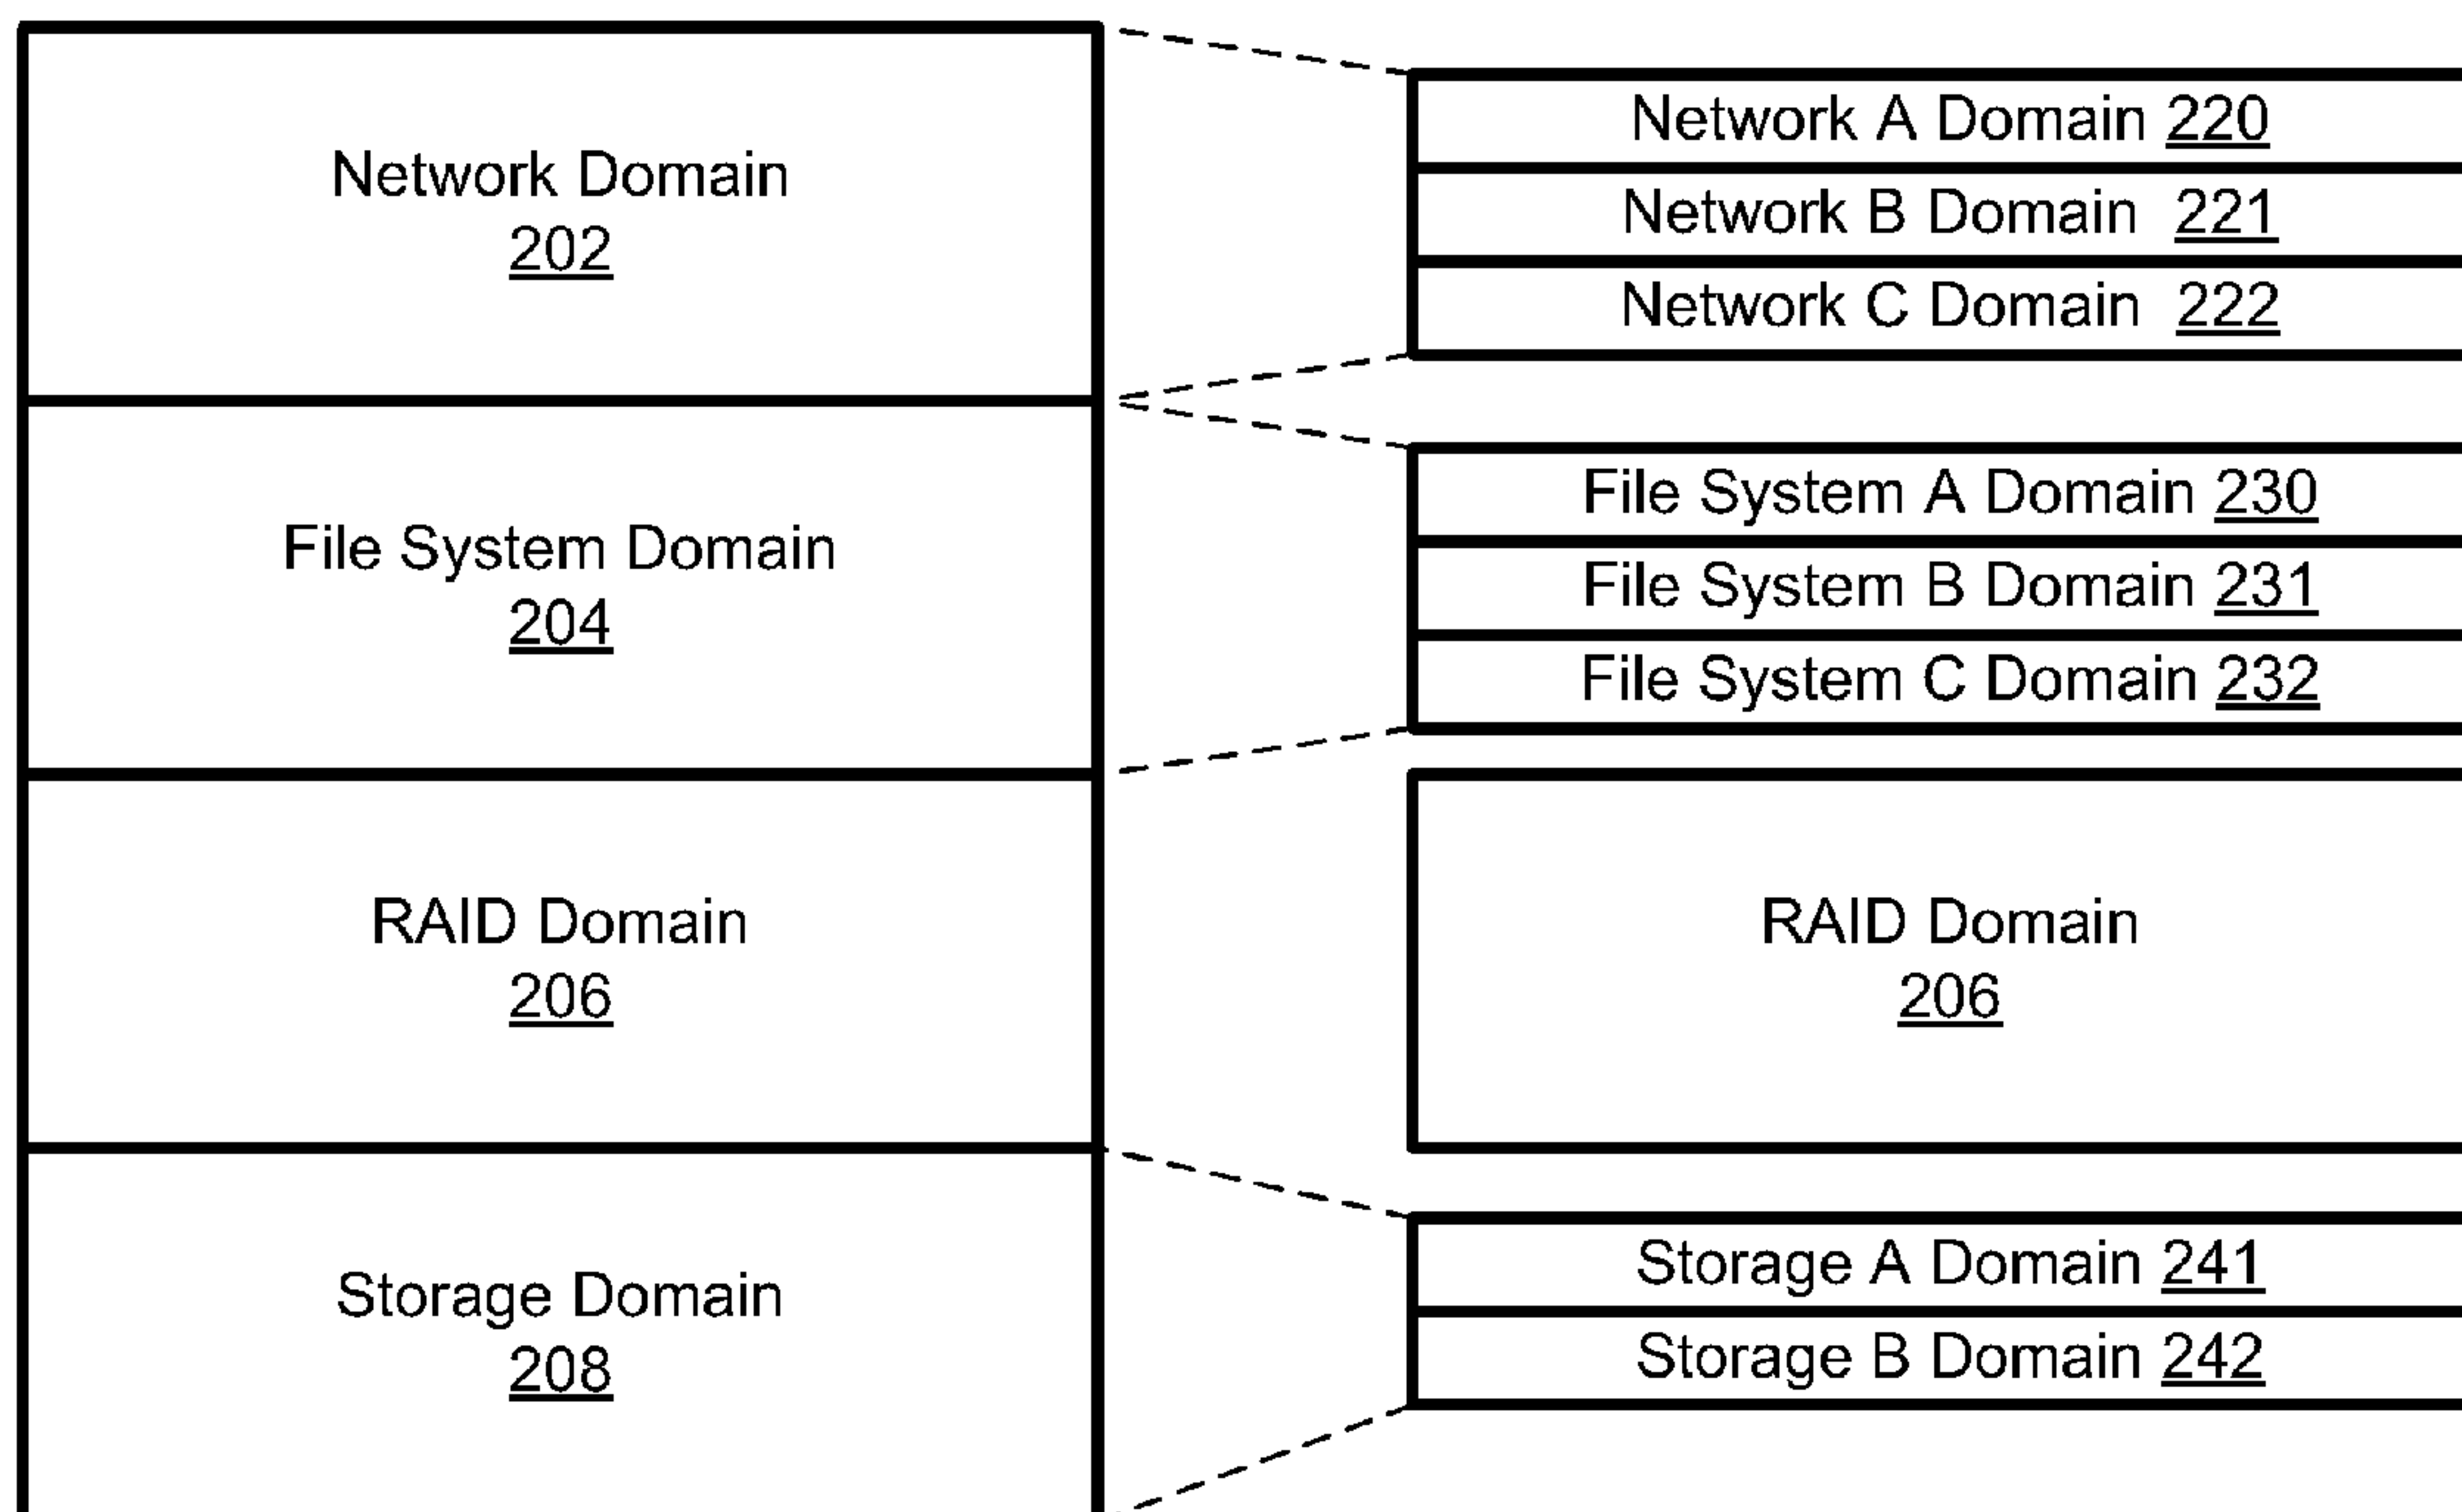 Network Domain
202
File System Domain
204
RAID Domain
206
Storage Domain
208
Network A Domain 220
Network B Domain 221
Network C Domain 222
File System A Domain 230
File System B Domain 231
File System C Domain 232
RAID Domain
206
Storage A Domain 241
Storage B Domain 242